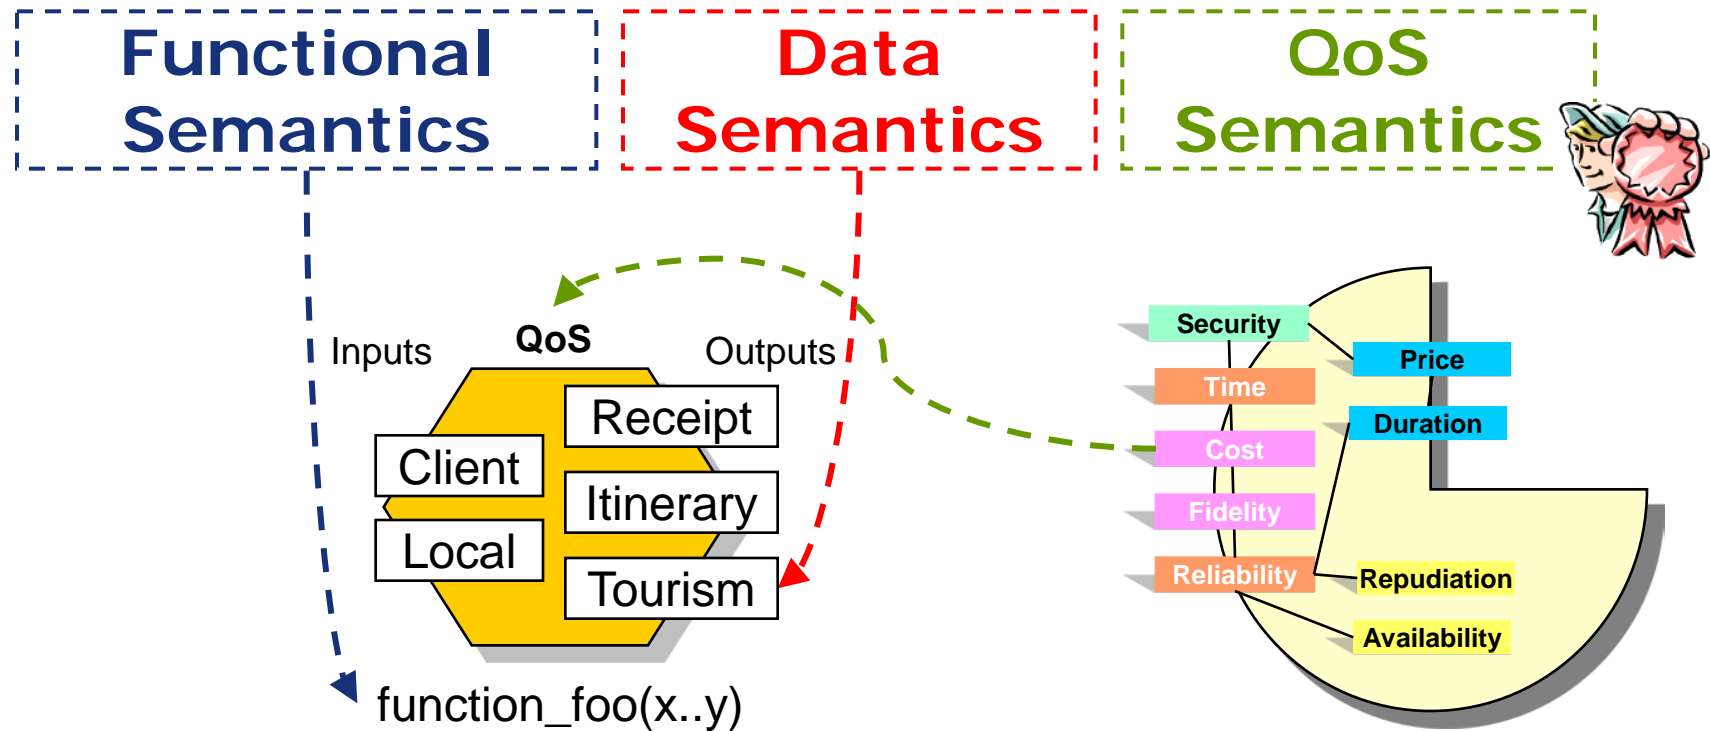 Functional
Semantics
Data
Semantics
QoS
Semantics
Inputs
QoS
Outputs
Receipt
Client
Itinerary
Local
Tourism
function_foo(x..y)
Security
Price
Time
Duration
Cost
Fidelity
Reliability
Repudiation
Availability